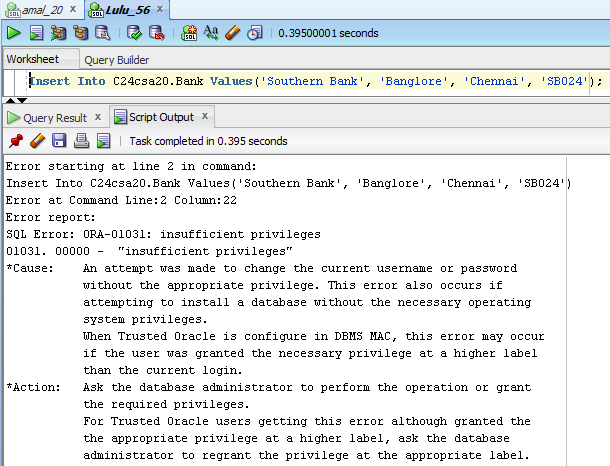 amal_20 x Lulu_56 x
0.39500001 seconds
Worksheet Query Builder
Insert Into C24csa20.Bank Values('Southern Bank', 'Banglore', 'Chennai', 'SB024');
Query Result x Script Output x
Task completed in 0.395 seconds
Error starting at line 2 in command:
Insert Into C24csa20.Bank Values('Southern Bank', 'Banglore', 'Chennai', 'SB024')
Error at Command Line:2 Column:22
Error report:
SQL Error: ORA-01031: insufficient privileges
01031. 00000 - "insufficient privileges"
*Cause: An attempt was made to change the current username or password
without the appropriate privilege. This error also occurs if
attempting to install a database without the necessary operating
system privileges.
When Trusted Oracle is configure in DBMS MAC, this error may occur
if the user was granted the necessary privilege at a higher label
than the current login.
*Action: Ask the database administrator to perform the operation or grant
the required privileges.
For Trusted Oracle users getting this error although granted the
the appropriate privilege at a higher label, ask the database
administrator to regrant the privilege at the appropriate label.